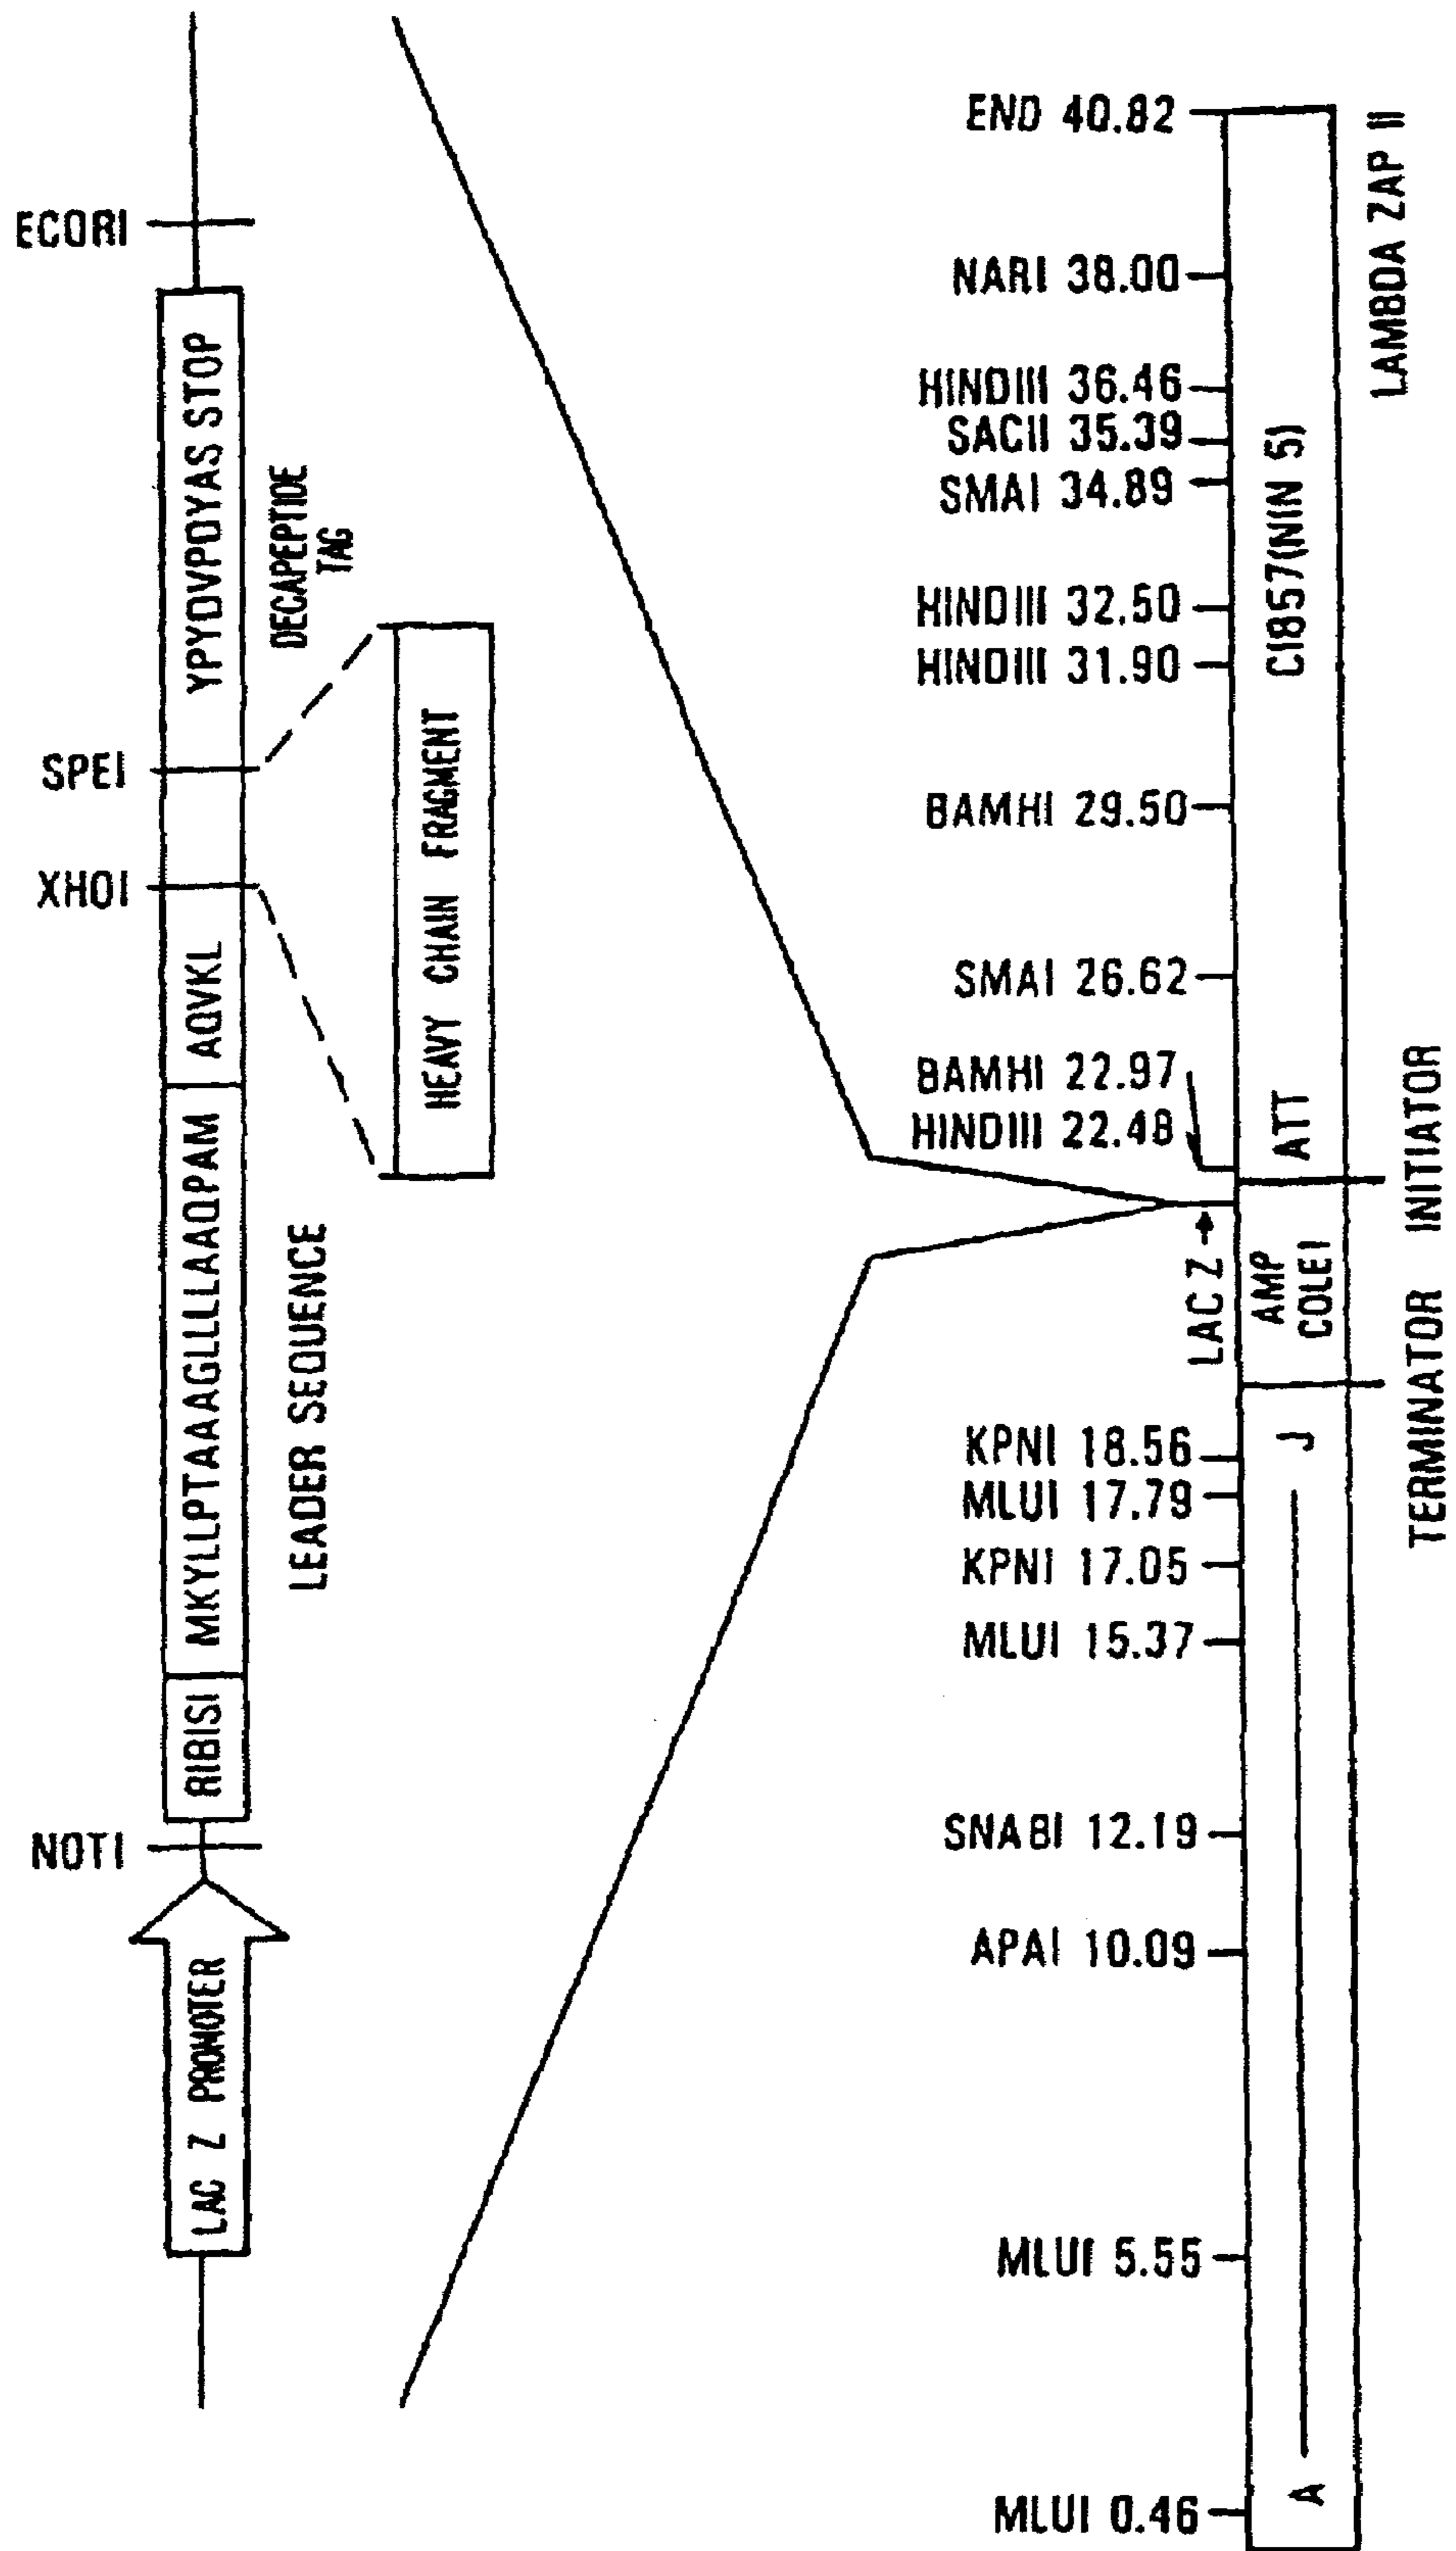 ECORI
YPYDVPDYAS STOP
DECAPEPTIDE
TAG
SPEI
XHOI
AQVKL
HEAVY CHAIN FRAGMENT
MKYLLPTAAAGLLLLAAQPAM
LEADER SEQUENCE
RIBISI
NOTI
LAC Z PROMOTER
END 40.82
NARI 38.00
HINDIII 36.46
SACII 35.39
SMAI 34.89
HINDIII 32.50
HINDIII 31.90
BAMHI 29.50
SMAI 26.62
BAMHI 22.97
HINDIII 22.48
LAC Z
KPNI 18.56
MLUI 17.79
KPNI 17.05
MLUI 15.37
SNABI 12.19
APAI 10.09
MLUI 5.55
MLUI 0.46
LAMBDA ZAP II
CI857(NIN 5)
ATT
INITIATOR
AMP
COLEI
TERMINATOR
J
A